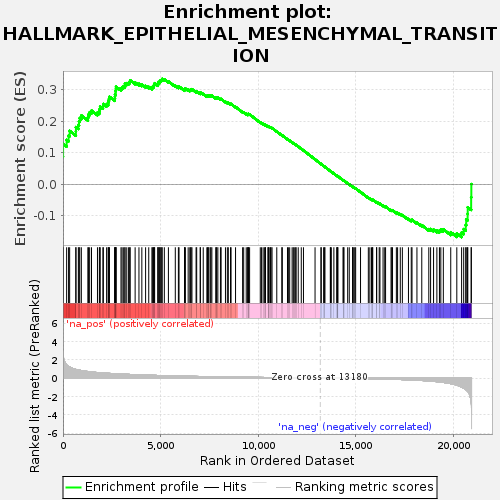 Enrichment plot:
HALLMARK_EPITHELIAL_MESENCHYMAL_TRANSIT
ION
Enrichment score (ES)
0.3
0.2
0.1
0.0
-0.1
'na_pos' (positively correlated)
Ranked list metric (PreRanked)
6
4
2
0
-2
-4
-6
Zero cross at 13180
'na_neg' (negatively correlated)
0
5,000
10,000
15,000
20,000
Rank in Ordered Dataset
Enrichment profile
Hits
Ranking metric scores